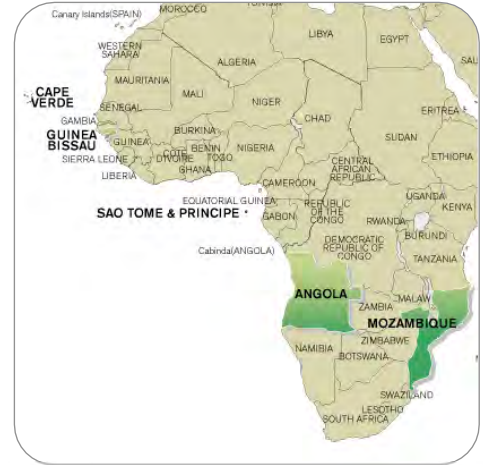 Canary Islands(SPAIN)
MOROCCO
TUNISIA
LIBYA
EGYPT
WESTERN
SAHARA
ALGERIA
SAU
MAURITANIA
MALI
NIGER
CAPE
VERDE
SENEGAL
CHAD
ERITREA
GAMBIA
GUINEA
BISSAU
GUINEA
BURKINA
SUDAN
SIERRA LEONE
COTE
D'IVOIRE
BENIN
TOGO
GHANA
NIGERIA
ETHIOPIA
LIBERIA
CENTRAL
AFRICAN
REPUBLIC
CAMEROON
EQUATORIAL GUINEA
SAO TOME & PRINCIPE
GABON
REPUBLIC
OF THE
CONGO
UGANDA
KENYA
RWANDA
BURUNDI
Cabinda(ANGOLA)
DEMOCRATIC
REPUBLIC OF
CONGO
TANZANIA
ANGOLA
ZAMBIA
MALAW
MOZAMBIQUE
NAMIBIA
ZIMBABWE
BOTSWANA
SWAZILAND
LESOTHO
SOUTH AFRICA